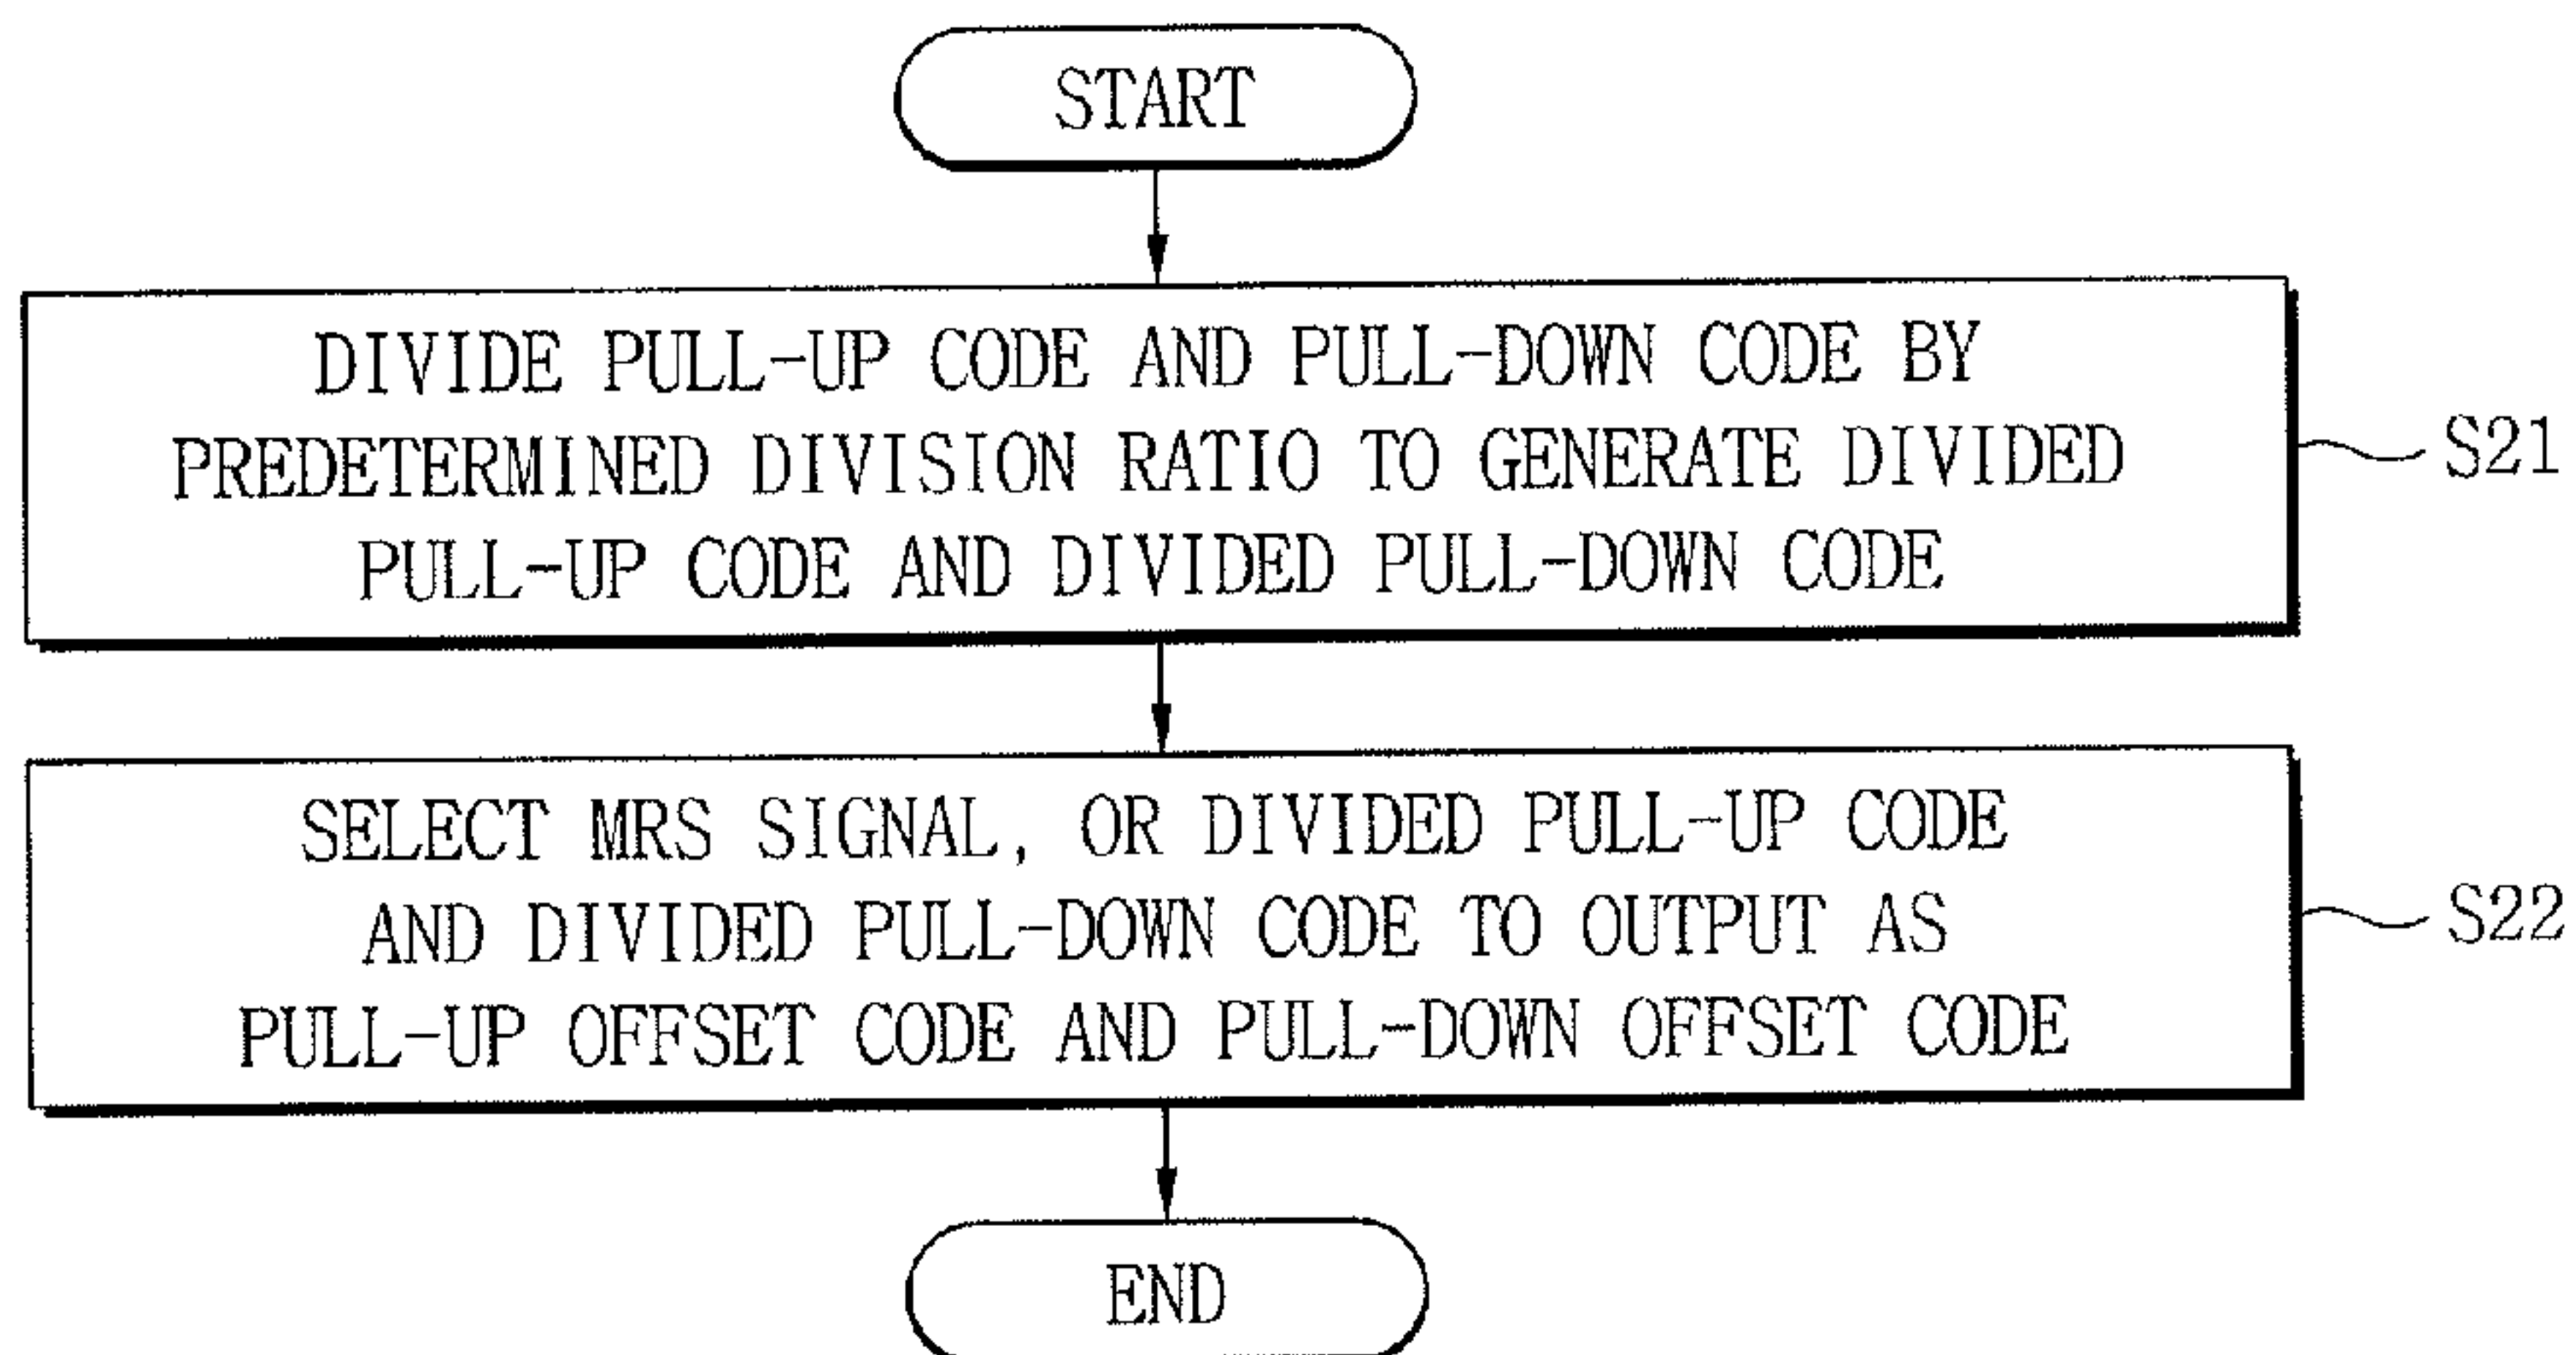 START
DIVIDE PULL-UP CODE AND PULL-DOWN CODE BY
PREDETERMINED DIVISION RATIO TO GENERATE DIVIDED
PULL-UP CODE AND DIVIDED PULL-DOWN CODE
S21
SELECT MRS SIGNAL, OR DIVIDED PULL-UP CODE
AND DIVIDED PULL-DOWN CODE TO OUTPUT AS
PULL-UP OFFSET CODE AND PULL-DOWN OFFSET CODE
S22
END